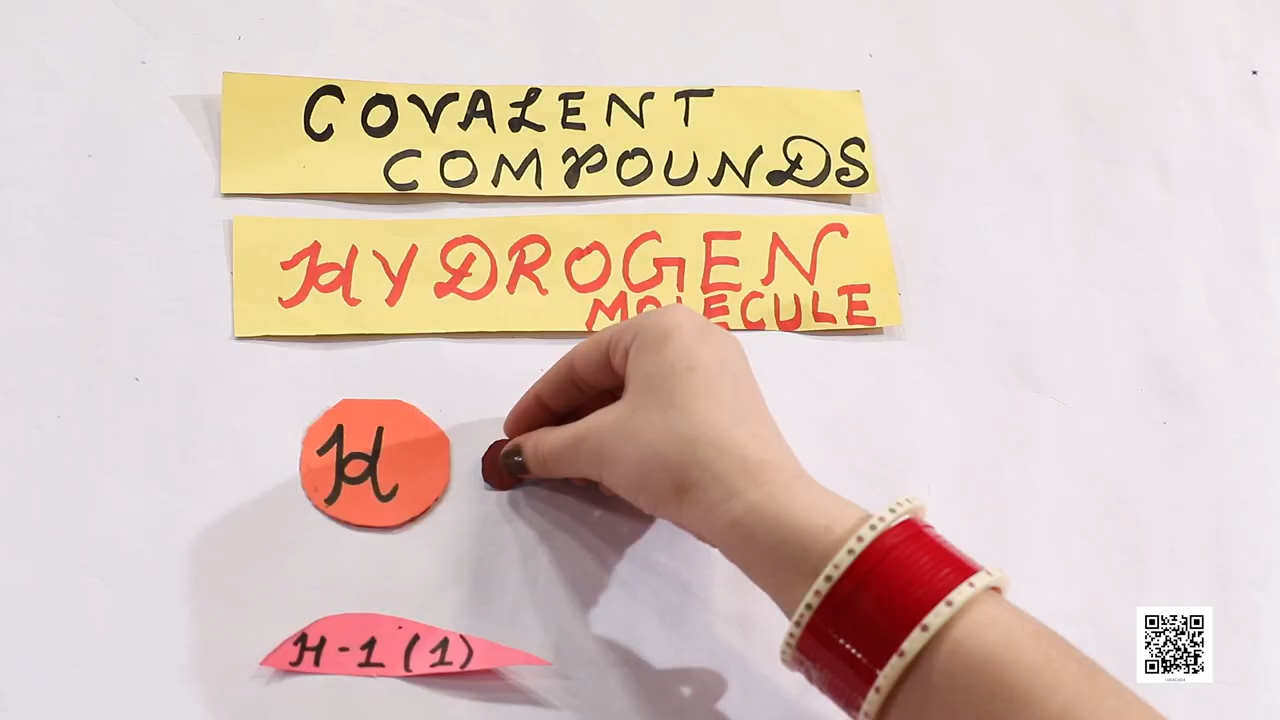 COVALENT
COMPOUNDS
HYDROGEN
MOLECULE
H
H-1 (1)